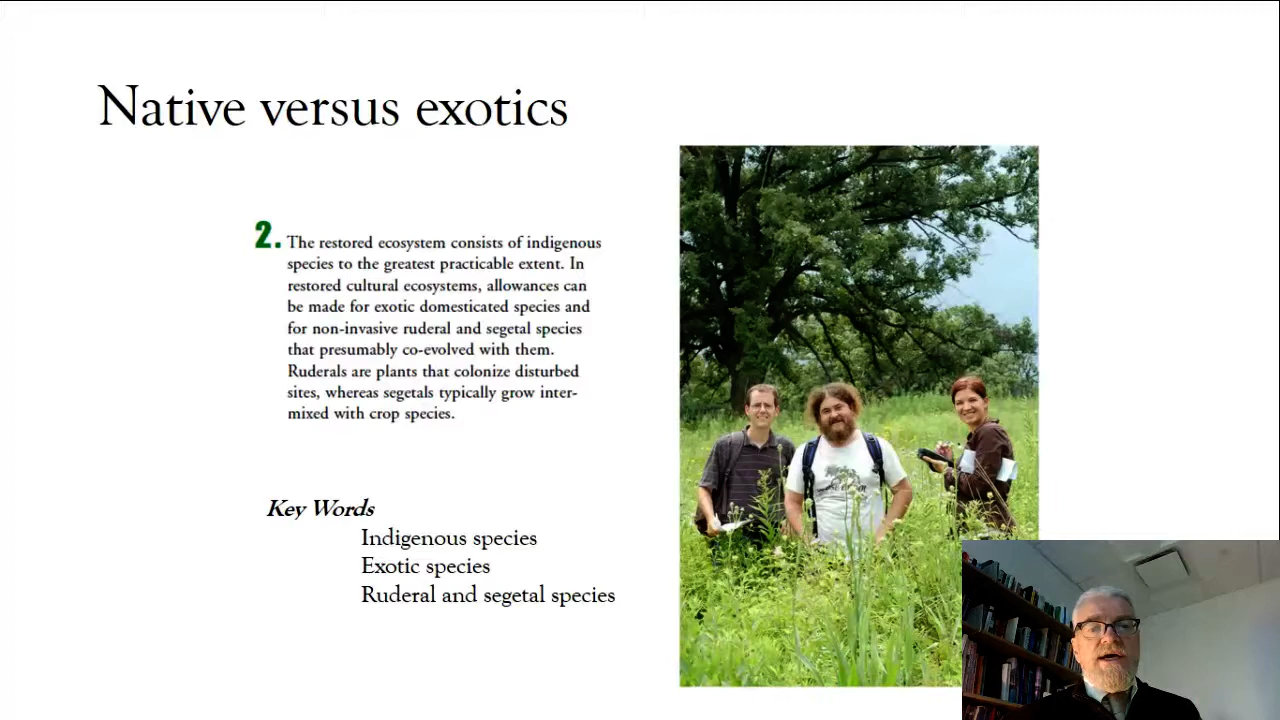 Native versus exotics
2. The restored ecosystem consists of indigenous
species to the greatest practicable extent. In
restored cultural ecosystems, allowances can
be made for exotic domesticated species and
for non-invasive ruderal and segetal species
that presumably co-evolved with them.
Ruderals are plants that colonize disturbed
sites, whereas segetals typically grow inter-
mixed with crop species.
Key Words
Indigenous species
Exotic species
Ruderal and segetal species